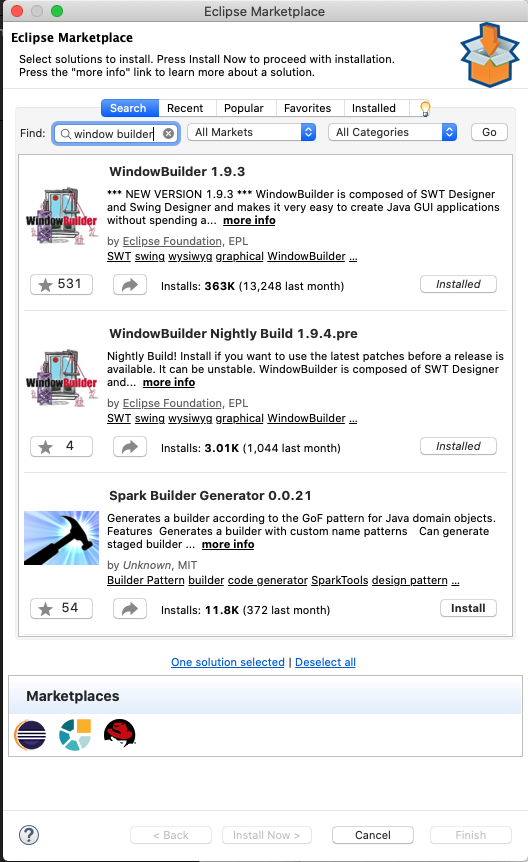 Eclipse Marketplace
Eclipse Marketplace
Select solutions to install. Press Install Now to proceed with installation.
Press the "more info" link to learn more about a solution.
Search Recent Popular Favorites Installed
Find: window builder All Markets All Categories Go
WindowBuilder 1.9.3
*** NEW VERSION 1.9.3 *** WindowBuilder is composed of SWT Designer
and Swing Designer and makes it very easy to create Java GUI applications
without spending a... more info
by Eclipse Foundation, EPL
SWT swing wysiwyg graphical WindowBuilder ...
WindowBuilder
531 Installs: 363K (13,248 last month) Installed
WindowBuilder Nightly Build 1.9.4.pre
Nightly Build! Install if you want to use the latest patches before a release is
available. It can be unstable. WindowBuilder is composed of SWT Designer
and... more info
by Eclipse Foundation, EPL
SWT swing wysiwyg graphical WindowBuilder ...
WindowBuilder
4 Installs: 3.01K (1,044 last month) Installed
Spark Builder Generator 0.0.21
Generates a builder according to the GoF pattern for Java domain objects.
Features Generates a builder with custom name patterns Can generate
staged builder ... more info
by Unknown, MIT
Builder Pattern builder code generator SparkTools design pattern ...
54 Installs: 11.8K (372 last month) Install
One solution selected | Deselect all
Marketplaces
? < Back Install Now > Cancel Finish